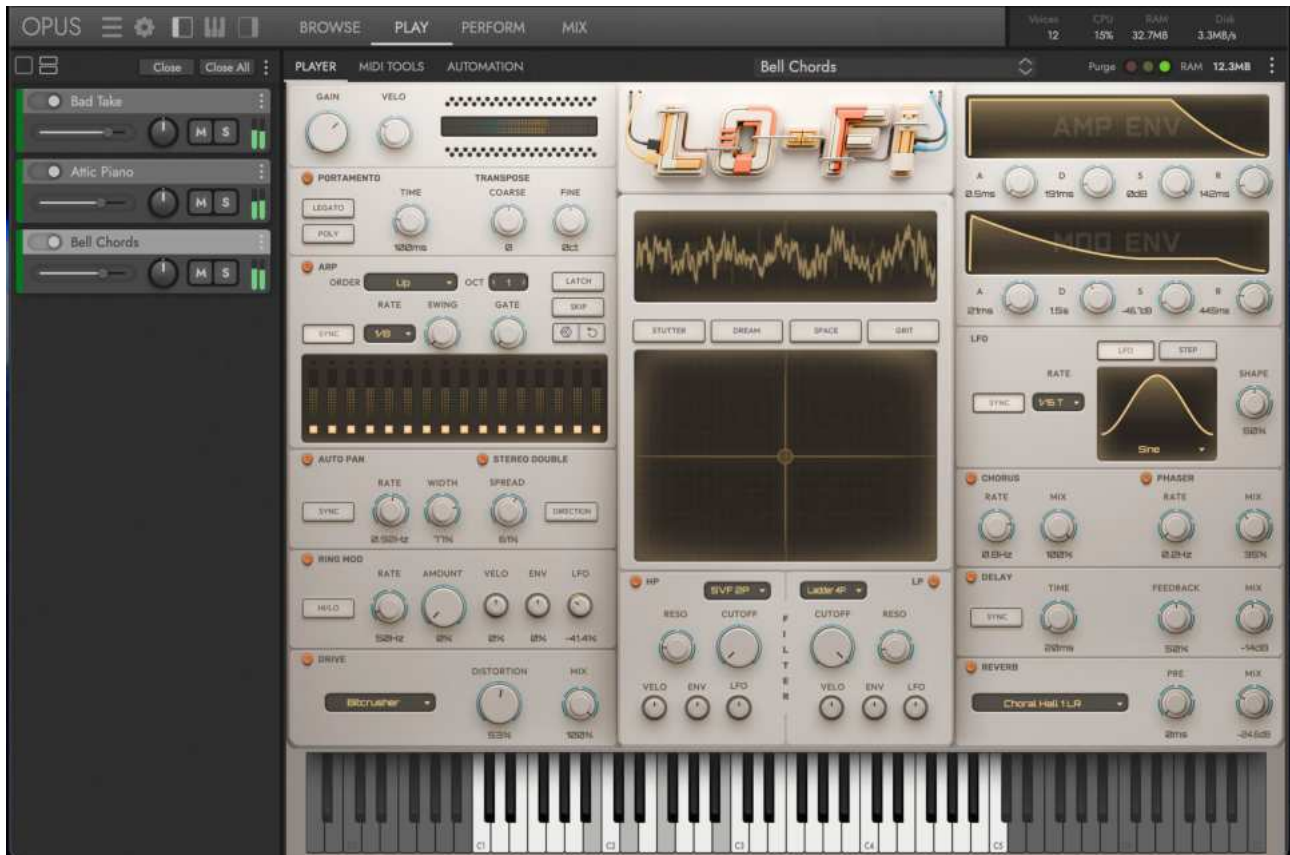 OPUS BROWSE PLAY PERFORM MIX
Voices CPU RAM Disk
12 15% 32.7MB 3.3MB/s
Close Close All
PLAYER MIDI TOOLS AUTOMATION Bell Chords Purge RAM 12.3MB
Bad Take
M S
Attic Piano
M S
Bell Chords
M S
GAIN VELO
PORTAMENTO TRANSPOSE
TIME COARSE FINE
LEGATO
POLY
100ms 0 0ct
ARP
ORDER Up OCT 1 LATCH
RATE SWING GATE SKIP
SYNC 1/8
AUTO PAN STEREO DOUBLE
RATE WIDTH SPREAD
SYNC DIRECTION
77% 61%
RING MOD
RATE AMOUNT VELO ENV LFO
HI/LO
50Hz 0% 0% 0% -41.4%
DRIVE
DISTORTION MIX
Bitcrusher
53% 100%
LO-FI
STUTTER DREAM SPACE GRIT
HP SVF 2P Ladder 4P LP
RESO CUTOFF CUTOFF RESO
FILTER
VELO ENV LFO VELO ENV LFO
AMP ENV
A D S R
0.5ms 191ms 0dB 142ms
MOD ENV
A D S R
21ms 1.5s -46.7dB 445ms
LFO
LFO STEP
RATE SHAPE
SYNC 1/16 T
50%
Sine
CHORUS PHASER
RATE MIX RATE MIX
0.8Hz 100% 0.2Hz 35%
DELAY
TIME FEEDBACK MIX
SYNC
20ms 50% -14dB
REVERB
PRE MIX
Choral Hall 1 LR
0ms -24.6dB
C1 C2 C3 C4 C5